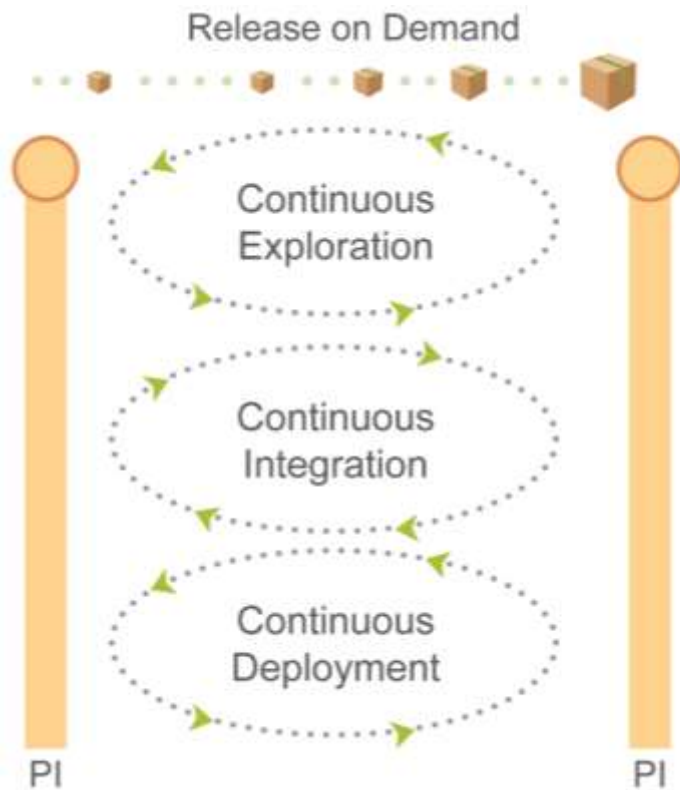 Release on Demand
Continuous
Exploration
Continuous
Integration
Continuous
Deployment
PI
PI